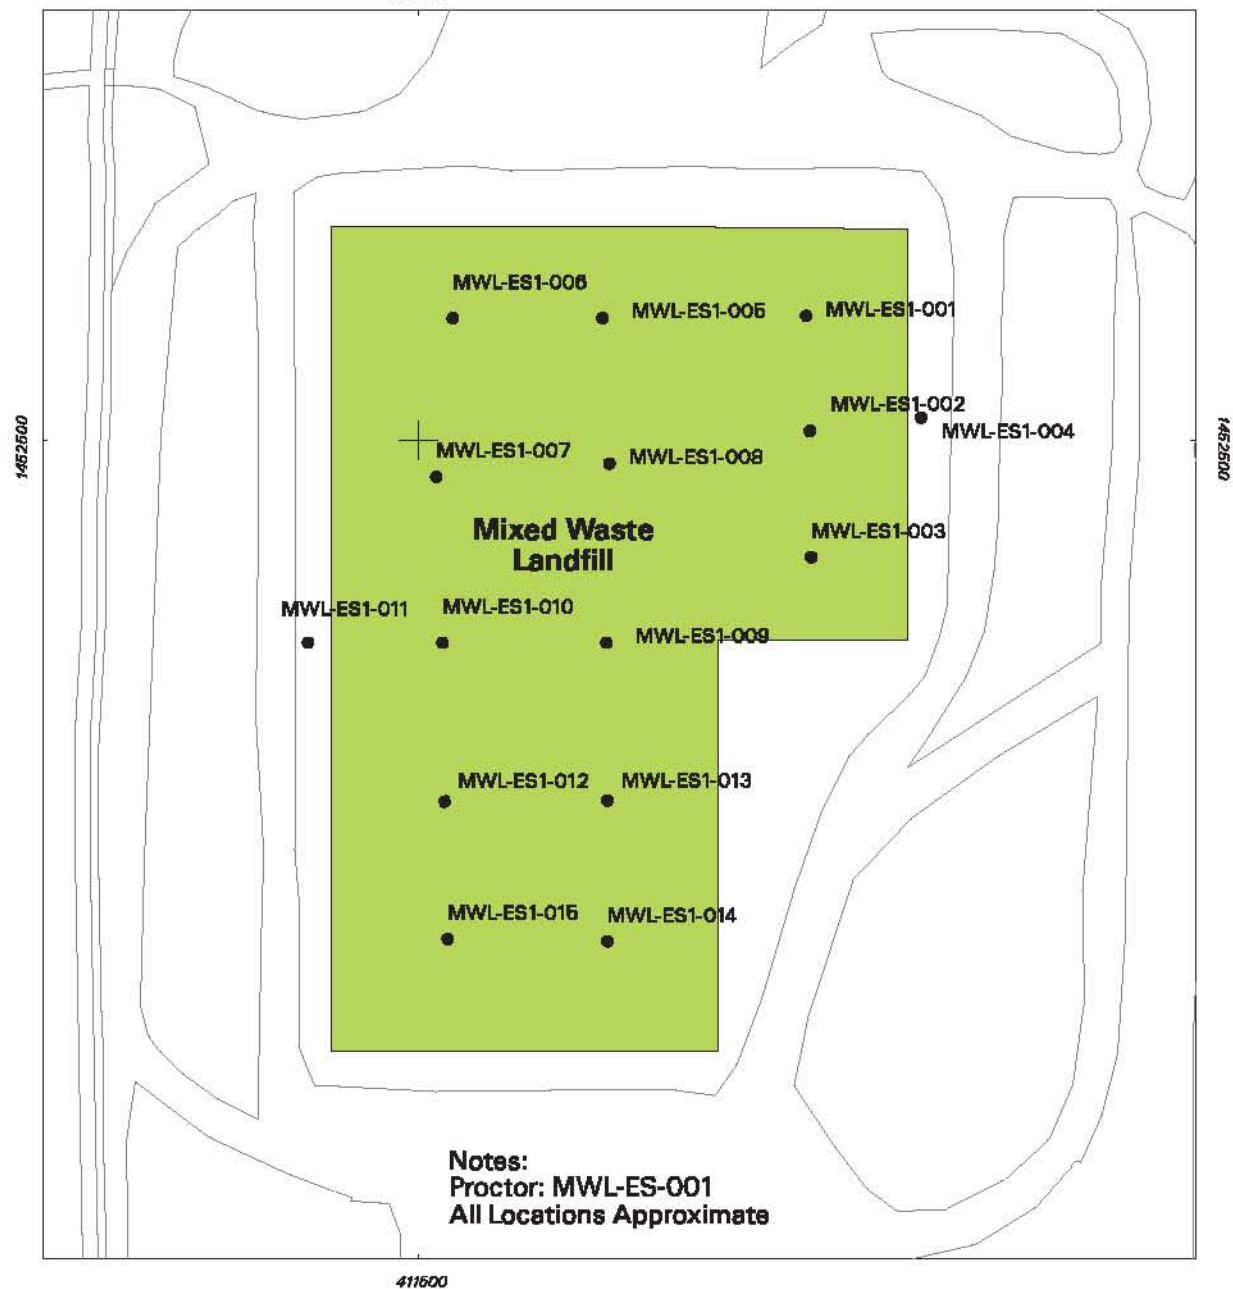 MWL-ES1-006
MWL-ES1-005
MWL-ES1-001
MWL-ES1-002
MWL-ES1-004
1452500
1452500
MWL-ES1-007
MWL-ES1-008
Mixed Waste
Landfill
MWL-ES1-003
MWL-ES1-011
MWL-ES1-010
MWL-ES1-009
MWL-ES1-012
MWL-ES1-013
MWL-ES1-015
MWL-ES1-014
Notes:
Proctor: MWL-ES-001
All Locations Approximate
411500